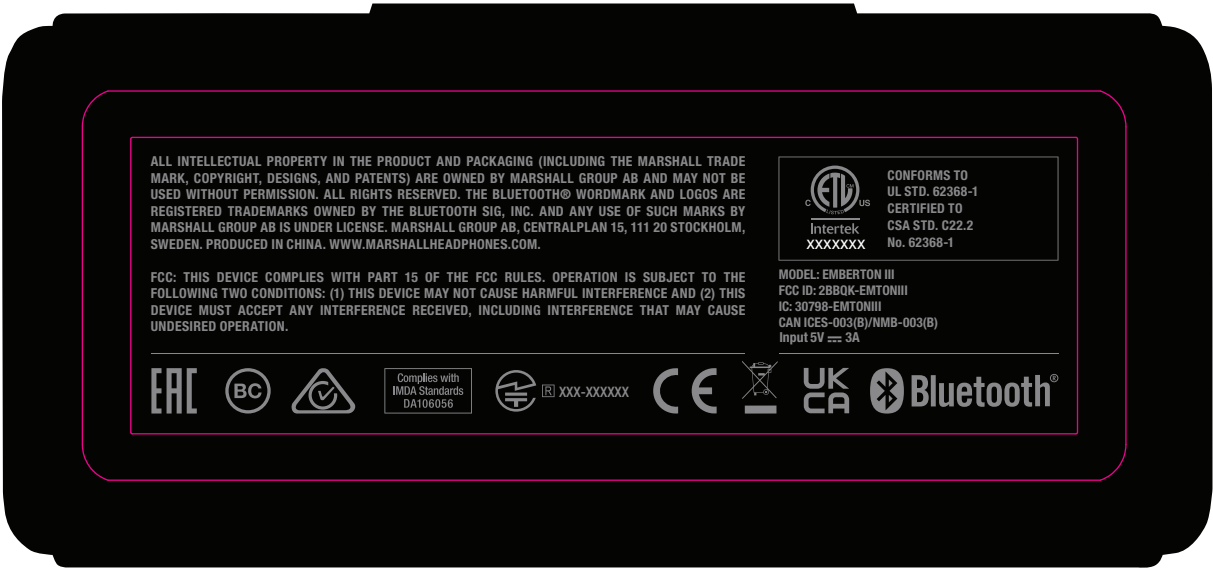 ALL INTELLECTUAL PROPERTY IN THE PRODUCT AND PACKAGING (INCLUDING THE MARSHALL TRADE
MARK, COPYRIGHT, DESIGNS, AND PATENTS) ARE OWNED BY MARSHALL GROUP AB AND MAY NOT BE
USED WITHOUT PERMISSION. ALL RIGHTS RESERVED. THE BLUETOOTH® WORDMARK AND LOGOS ARE
REGISTERED TRADEMARKS OWNED BY THE BLUETOOTH SIG, INC. AND ANY USE OF SUCH MARKS BY
MARSHALL GROUP AB IS UNDER LICENSE. MARSHALL GROUP AB, CENTRALPLAN 15, 111 20 STOCKHOLM,
SWEDEN. PRODUCED IN CHINA. WWW.MARSHALLHEADPHONES.COM.
FCC: THIS DEVICE COMPLIES WITH PART 15 OF THE FCC RULES. OPERATION IS SUBJECT TO THE
FOLLOWING TWO CONDITIONS: (1) THIS DEVICE MAY NOT CAUSE HARMFUL INTERFERENCE AND (2) THIS
DEVICE MUST ACCEPT ANY INTERFERENCE RECEIVED, INCLUDING INTERFERENCE THAT MAY CAUSE
UNDESIRED OPERATION.
ETL CM
LISTED
C US
Intertek
XXXXXXX
CONFORMS TO
UL STD. 62368-1
CERTIFIED TO
CSA STD. C22.2
No. 62368-1
MODEL: EMBERTON III
FCC ID: 2BBQK-EMTONIII
IC: 30798-EMTONIII
CAN ICES-003(B)/NMB-003(B)
Input 5V ⎓ 3A
EAC
BC
Complies with
IMDA Standards
DA106056
R XXX-XXXXXX
CE
UK
CA
Bluetooth®